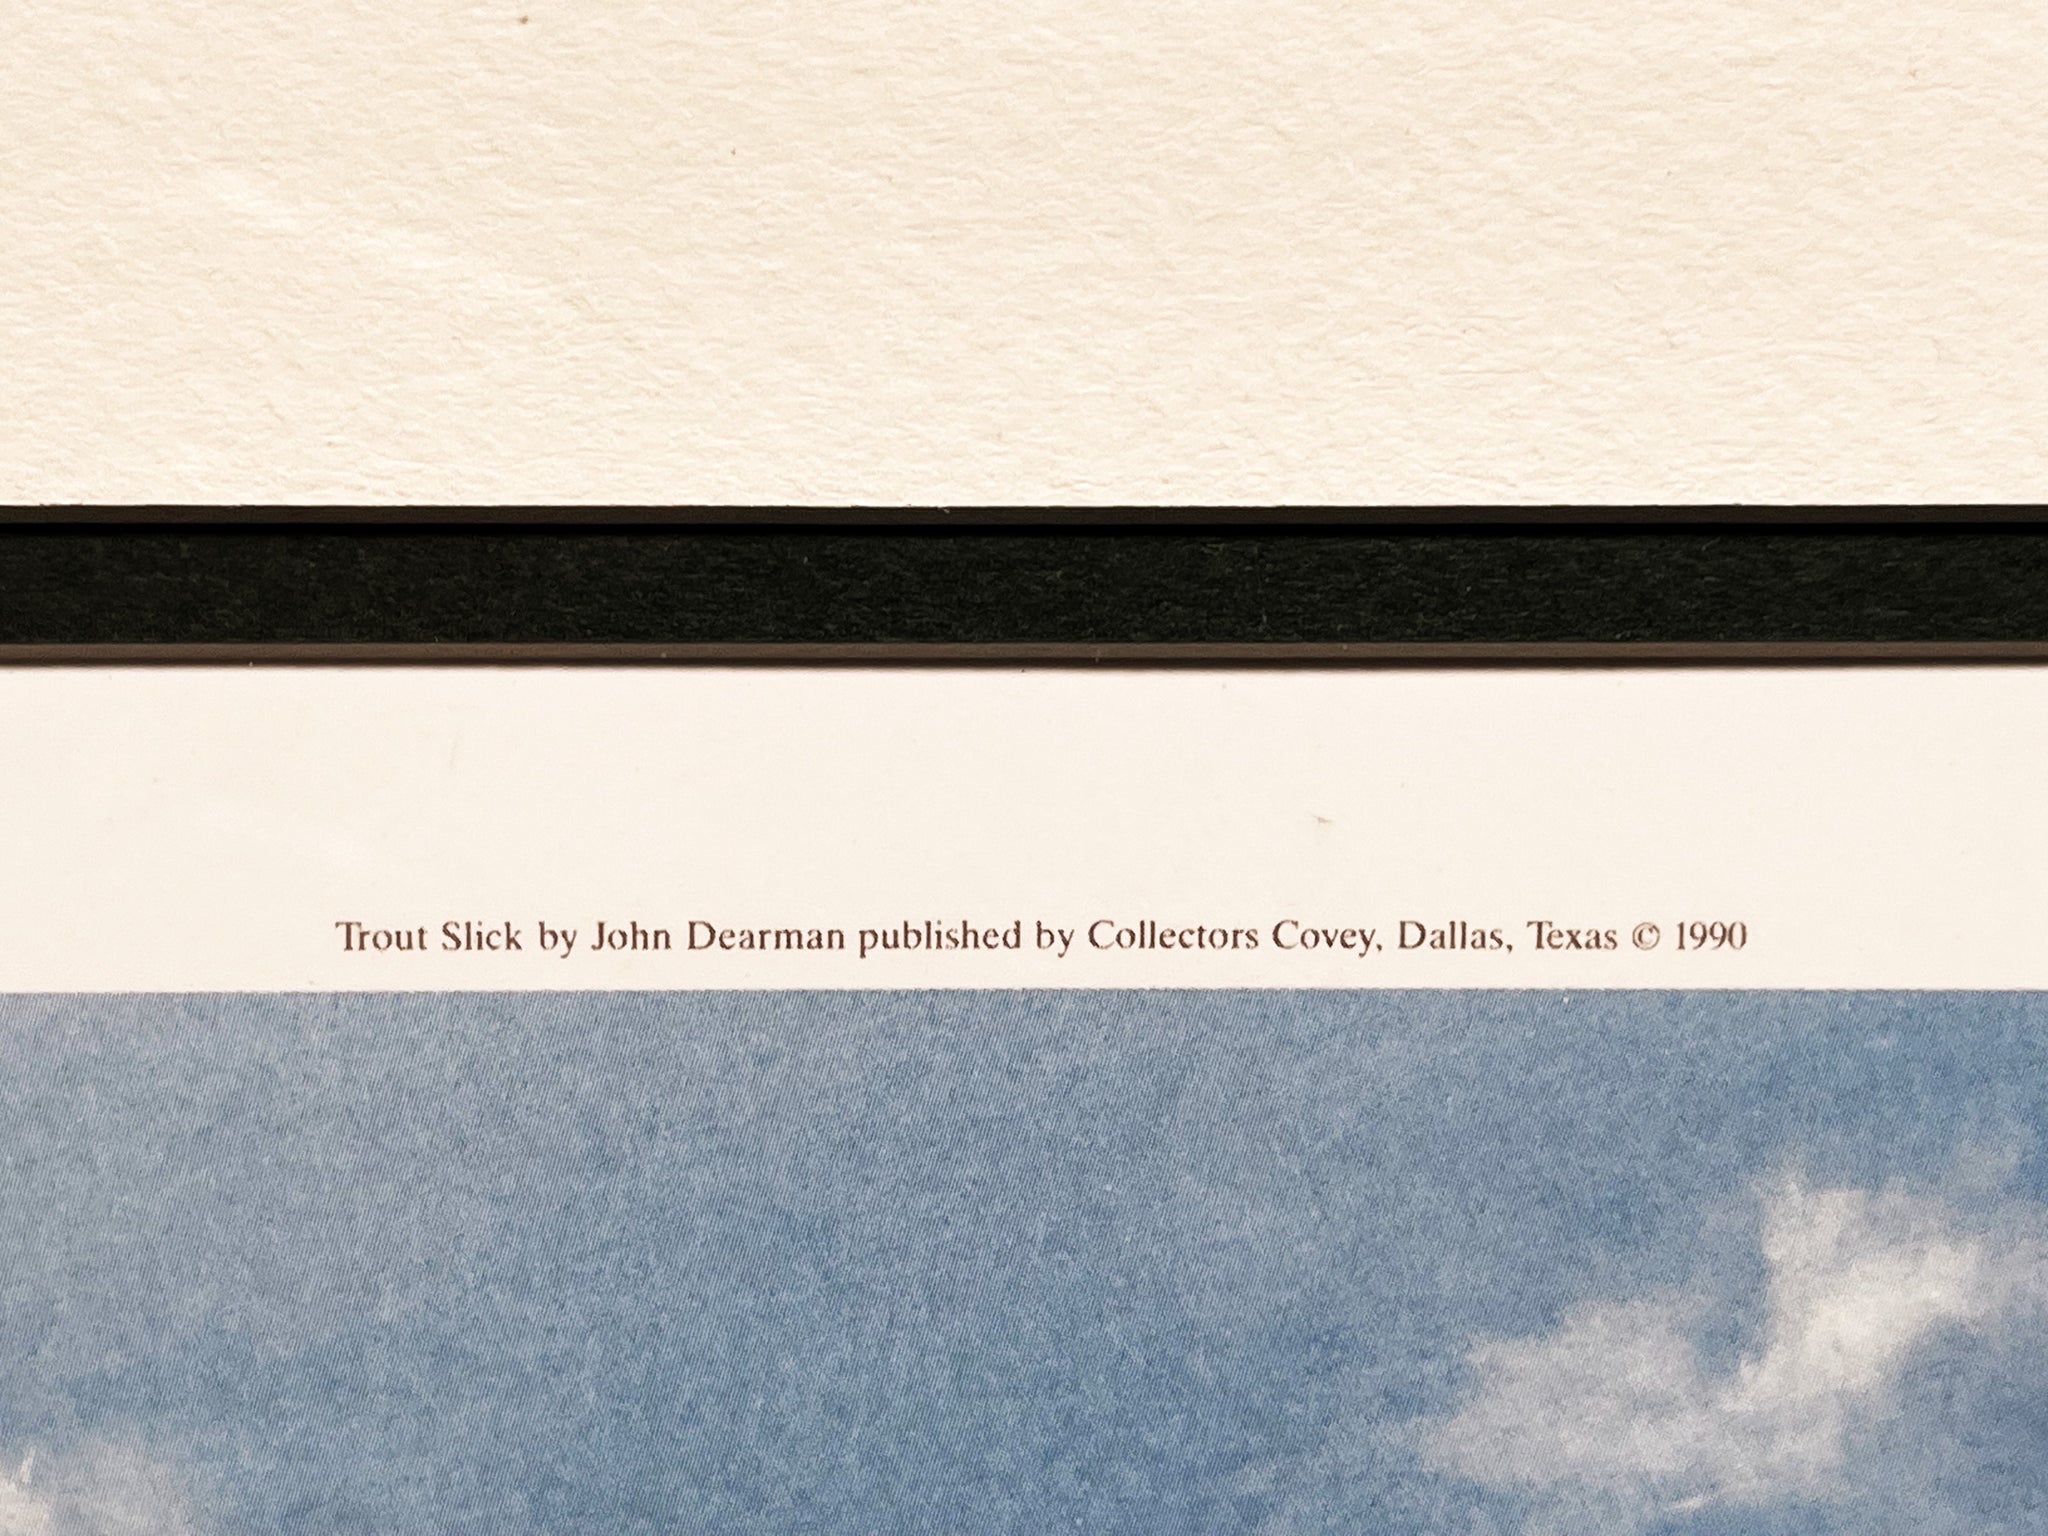 Trout Slick by John Dearman published by Collectors Covey, Dallas, Texas © 1990